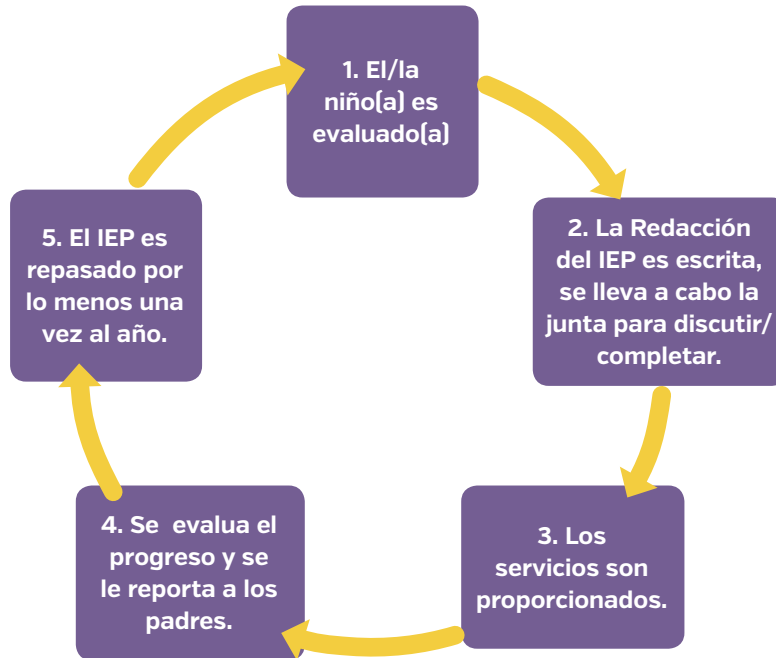 1. El/la
niño(a) es
evaluado(a)
2. La Redacción
del IEP es escrita,
se lleva a cabo la
junta para discutir/
completar.
3. Los
servicios son
proporcionados.
4. Se evalua el
progreso y se
le reporta a los
padres.
5. El IEP es
repasado por
lo menos una
vez al año.